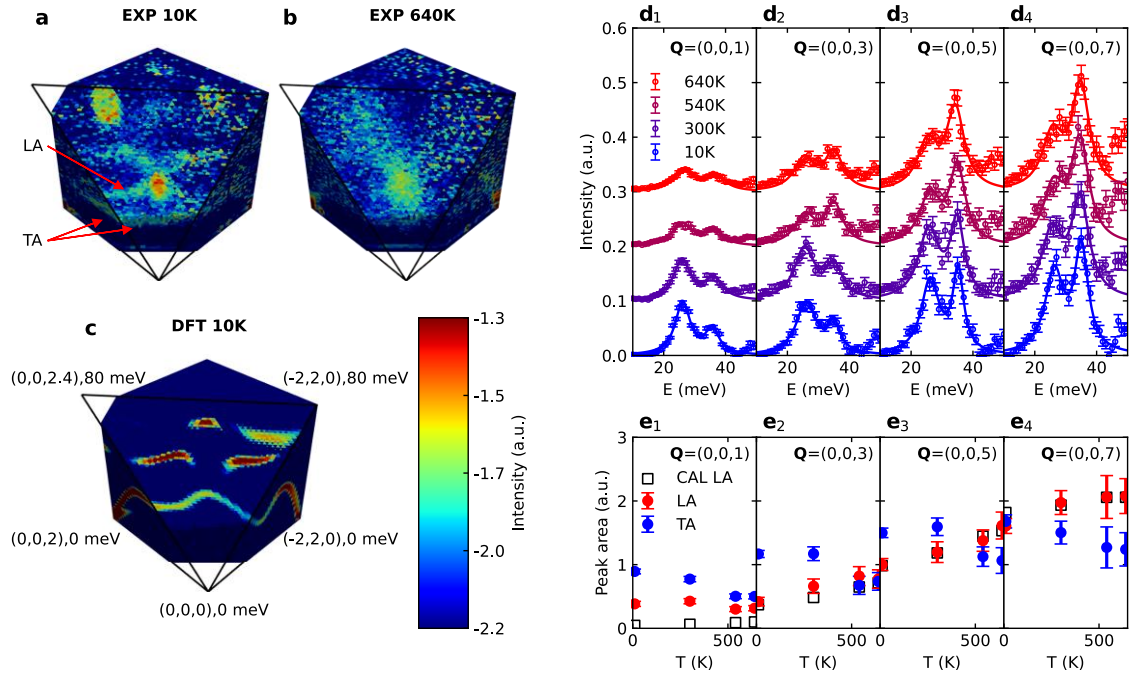 a EXP 10K
b EXP 640K
LA
TA
c DFT 10K
(0,0,2.4),80 meV
(-2,2,0),80 meV
(0,0,2),0 meV
(-2,2,0),0 meV
(0,0,0),0 meV
-1.3
-1.4
-1.7
-2.0
-2.2
Intensity (a.u.)
d1 d2 d3 d4
Q=(0,0,1) Q=(0,0,3) Q=(0,0,5) Q=(0,0,7)
640K
540K
300K
10K
0.6
0.5
0.4
0.3
0.2
0.1
0.0
Intensity (a.u.)
20 40 20 40 20 40 20 40
E (meV) E (meV) E (meV) E (meV)
e1 e2 e3 e4
Q=(0,0,1) Q=(0,0,3) Q=(0,0,5) Q=(0,0,7)
CAL LA
LA
TA
3
2
1
0
Peak area (a.u.)
0 500 0 500 0 500 0 500
T (K) T (K) T (K) T (K)